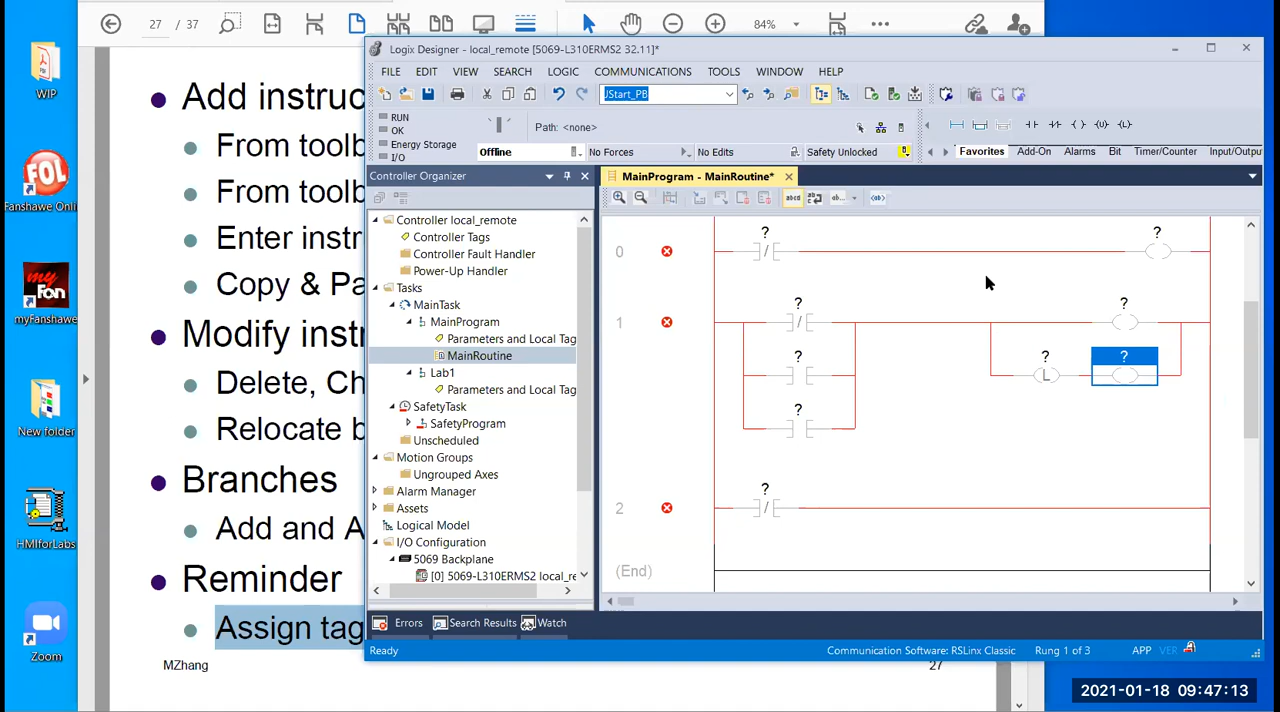 WIP
Fanshawe Onli
myFanshawe
New folder
HMIforLabs
Zoom
27 / 37
84%
Add instruc
From toolb
From toolb
Enter instr
Copy & Pa
Modify inst
Delete, Ch
Relocate b
Branches
Add and A
Reminder
Assign tag
MZhang
27
Logix Designer - local_remote [5069-L310ERMS2 32.11]*
FILE EDIT VIEW SEARCH LOGIC COMMUNICATIONS TOOLS WINDOW HELP
JStart_PB
RUN
OK
Energy Storage
I/O
Path: <none>
Offline No Forces No Edits Safety Unlocked
Favorites Add-On Alarms Bit Timer/Counter Input/Outpu
Controller Organizer
Controller local_remote
Controller Tags
Controller Fault Handler
Power-Up Handler
Tasks
MainTask
MainProgram
Parameters and Local Tag
MainRoutine
Lab1
Parameters and Local Tag
SafetyTask
SafetyProgram
Unscheduled
Motion Groups
Ungrouped Axes
Alarm Manager
Assets
Logical Model
I/O Configuration
5069 Backplane
[0] 5069-L310ERMS2 local_re
MainProgram - MainRoutine*
0 ? ?
1 ? ?
? ? ?
L
?
2 ?
(End)
Errors Search Results Watch
Ready Communication Software: RSLinx Classic Rung 1 of 3 APP VER
2021-01-18 09:47:13